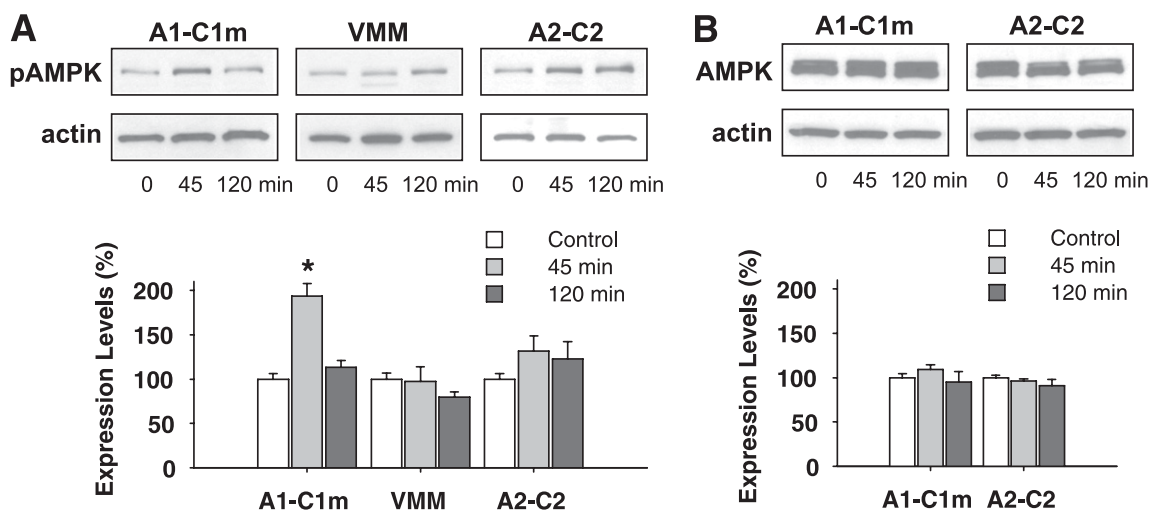 A
A1-C1m VMM A2-C2
pAMPK
actin
0 45 120 min 0 45 120 min 0 45 120 min
Control
45 min
120 min
Expression Levels (%)
200
150
100
50
0
*
A1-C1m VMM A2-C2
B
A1-C1m A2-C2
AMPK
actin
0 45 120 min 0 45 120 min
Control
45 min
120 min
Expression Levels (%)
200
150
100
50
0
A1-C1m A2-C2